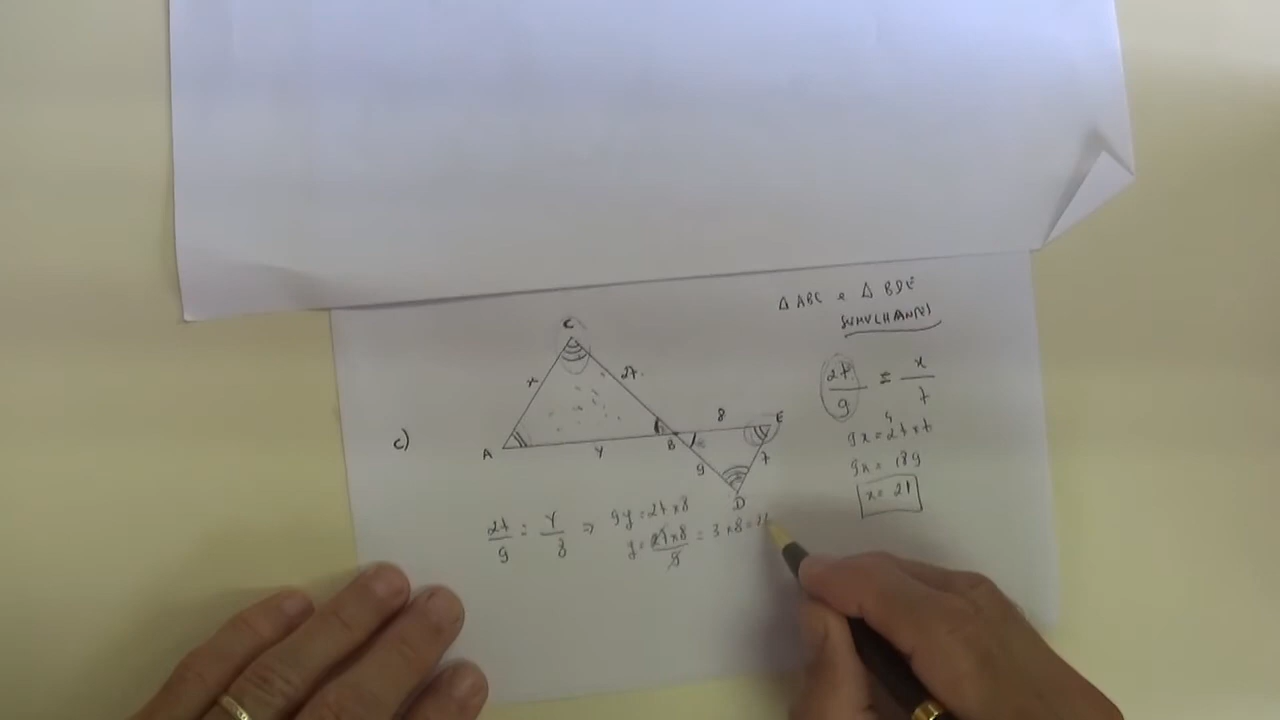 Δ ABC e Δ BDE
SEMELHANTES
C
x
27
c)
A
y
B
8
E
9
7
D
27/9 = x/7
9x = 27 x 7
9x = 189
x = 21
27/9 = y/8 ⇒ 9y = 27 x 8
y = 27 x 8/9 = 3 x 8 =